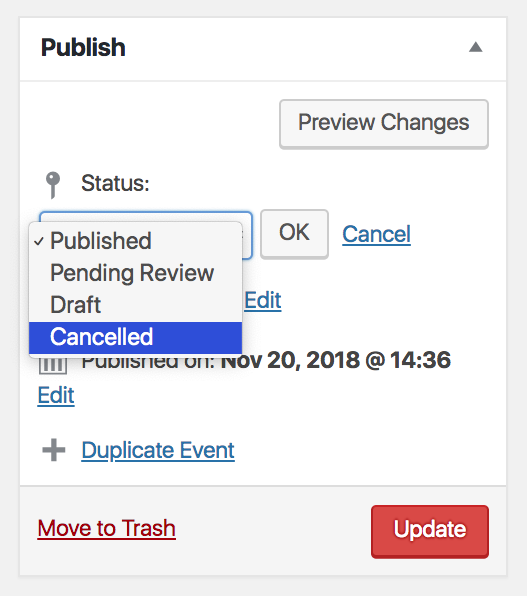 Publish
Preview Changes
Status:
Published
OK
Cancel
Pending Review
Draft
Edit
Cancelled
Published on: Nov 20, 2018 @ 14:36
Edit
Duplicate Event
Move to Trash
Update